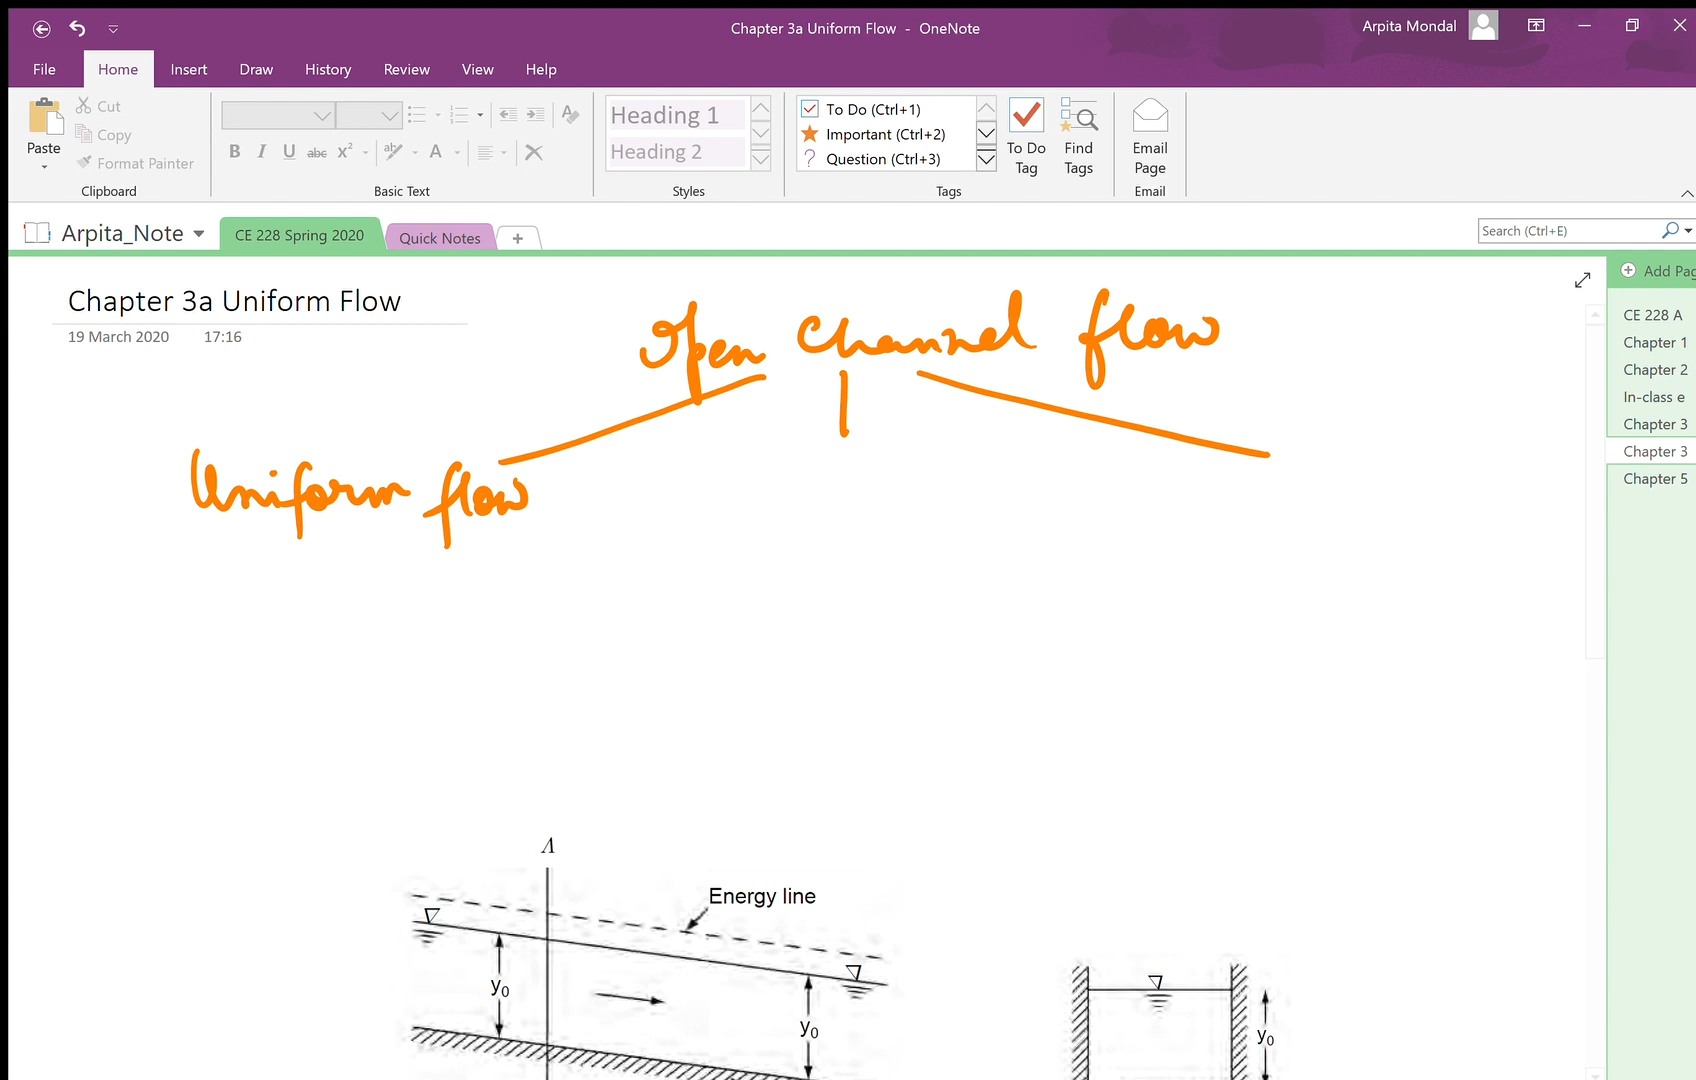 Chapter 3a Uniform Flow - OneNote
Arpita Mondal
File Home Insert Draw History Review View Help
Paste
Cut
Copy
Format Painter
Clipboard
B I U abc X² A
Basic Text
Heading 1
Heading 2
Styles
To Do (Ctrl+1)
Important (Ctrl+2)
Question (Ctrl+3)
Tags
To Do Tag
Find Tags
Email Page
Email
Arpita_Note
CE 228 Spring 2020
Quick Notes
Search (Ctrl+E)
Chapter 3a Uniform Flow
19 March 2020 17:16
Open Channel flow
Uniform flow
Add Pag
CE 228 A
Chapter 1
Chapter 2
In-class e
Chapter 3
Chapter 3
Chapter 5
Energy line
y₀
y₀
y₀